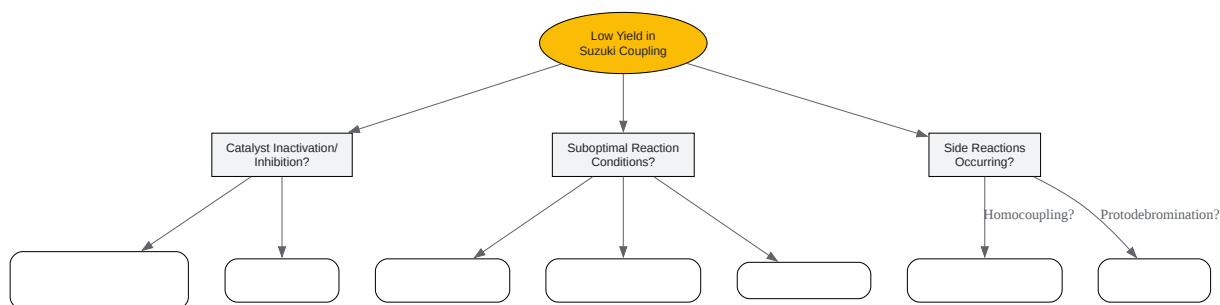 Low Yield in
Suzuki Coupling
Catalyst Inactivation/
Inhibition?
Suboptimal Reaction
Conditions?
Side Reactions
Occurring?
Homocoupling?
Protodebromination?